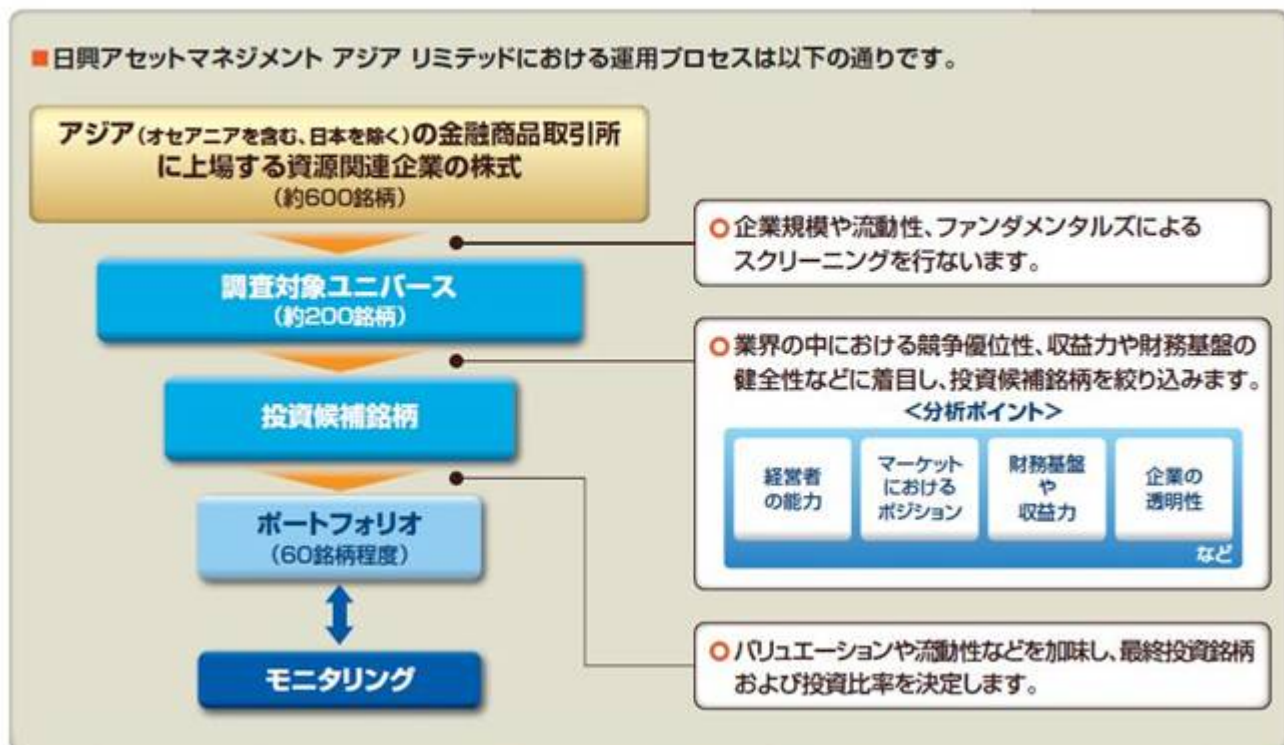 ■日興アセットマネジメント アジア リミテッドにおける運用プロセスは以下の通りです。
アジア(オセアニアを含む、日本を除く)の金融商品取引所
に上場する資源関連企業の株式
(約600銘柄)
○企業規模や流動性、ファンダメンタルズによる
スクリーニングを行ないます。
調査対象ユニバース
(約200銘柄)
○業界の中における競争優位性、収益力や財務基盤の
健全性などに着目し、投資候補銘柄を絞り込みます。
<分析ポイント>
経営者
の能力
マーケット
における
ポジション
財務基盤
や
収益力
企業の
透明性
など
投資候補銘柄
ポートフォリオ
(60銘柄程度)
○バリュエーションや流動性などを加味し、最終投資銘柄
および投資比率を決定します。
モニタリング